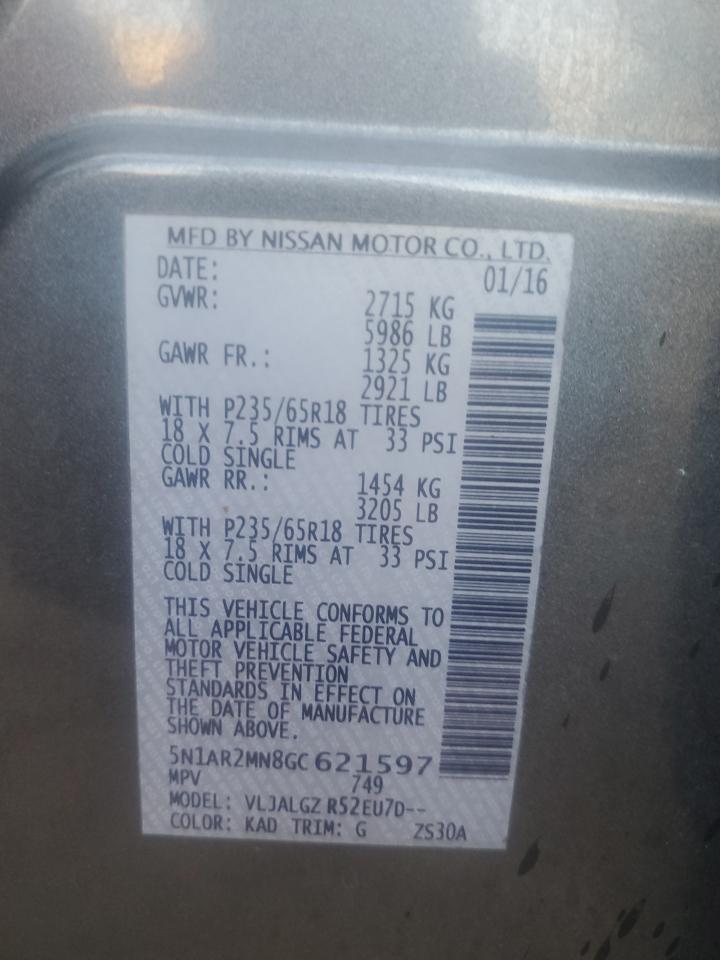 MFD BY NISSAN MOTOR CO., LTD.
DATE: 01/16
GVWR: 2715 KG
5986 LB
GAWR FR.: 1325 KG
2921 LB
WITH P235/65R18 TIRES
18 X 7.5 RIMS AT 33 PSI
COLD SINGLE
GAWR RR.: 1454 KG
3205 LB
WITH P235/65R18 TIRES
18 X 7.5 RIMS AT 33 PSI
COLD SINGLE
THIS VEHICLE CONFORMS TO
ALL APPLICABLE FEDERAL
MOTOR VEHICLE SAFETY AND
THEFT PREVENTION
STANDARDS IN EFFECT ON
THE DATE OF MANUFACTURE
SHOWN ABOVE.
5N1AR2MN8GC 621597
MPV 749
MODEL: VLJALGZ R52EU7D--
COLOR: KAD TRIM: G ZS30A